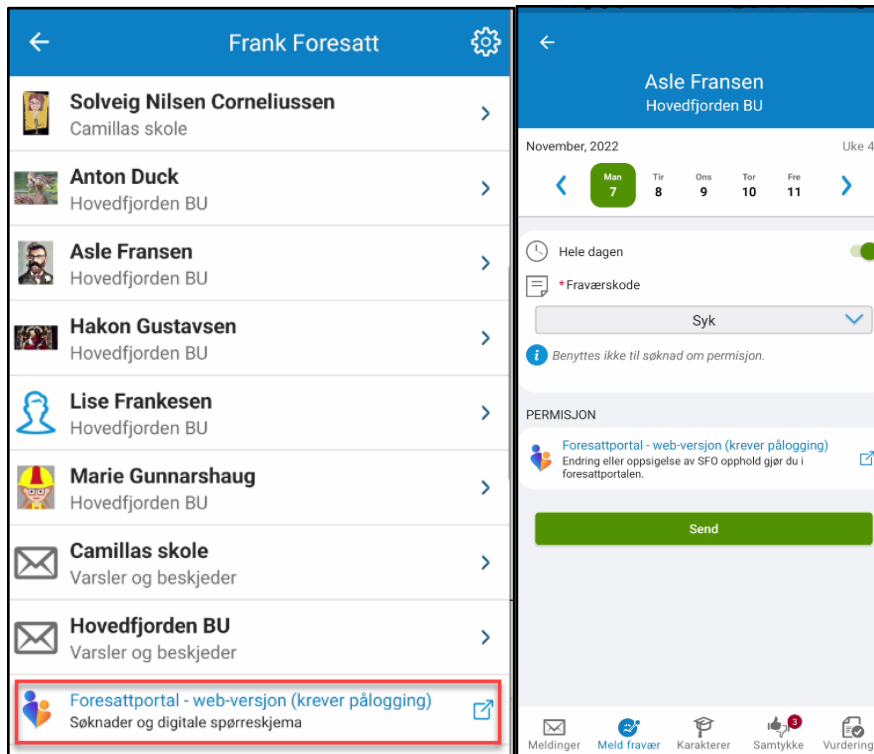 Frank Foresatt
Solveig Nilsen Corneliussen
Camillas skole
Anton Duck
Hovedfjorden BU
Asle Fransen
Hovedfjorden BU
Hakon Gustavsen
Hovedfjorden BU
Lise Frankesen
Hovedfjorden BU
Marie Gunnarshaug
Hovedfjorden BU
Camillas skole
Varsler og beskjeder
Hovedfjorden BU
Varsler og beskjeder
Foresattportal - web-versjon (krever pålogging)
Søknader og digitale spørreskjema
Asle Fransen
Hovedfjorden BU
November, 2022 Uke 4
Man Tir Ons Tor Fre
7 8 9 10 11
Hele dagen
*Fraværskode
Syk
i Benyttes ikke til søknad om permisjon.
PERMISJON
Foresattportal - web-versjon (krever pålogging)
Endring eller oppsigelse av SFO opphold gjør du i
foresattportalen.
Send
3
Meldinger Meld fravær Karakterer Samtykke Vurdering